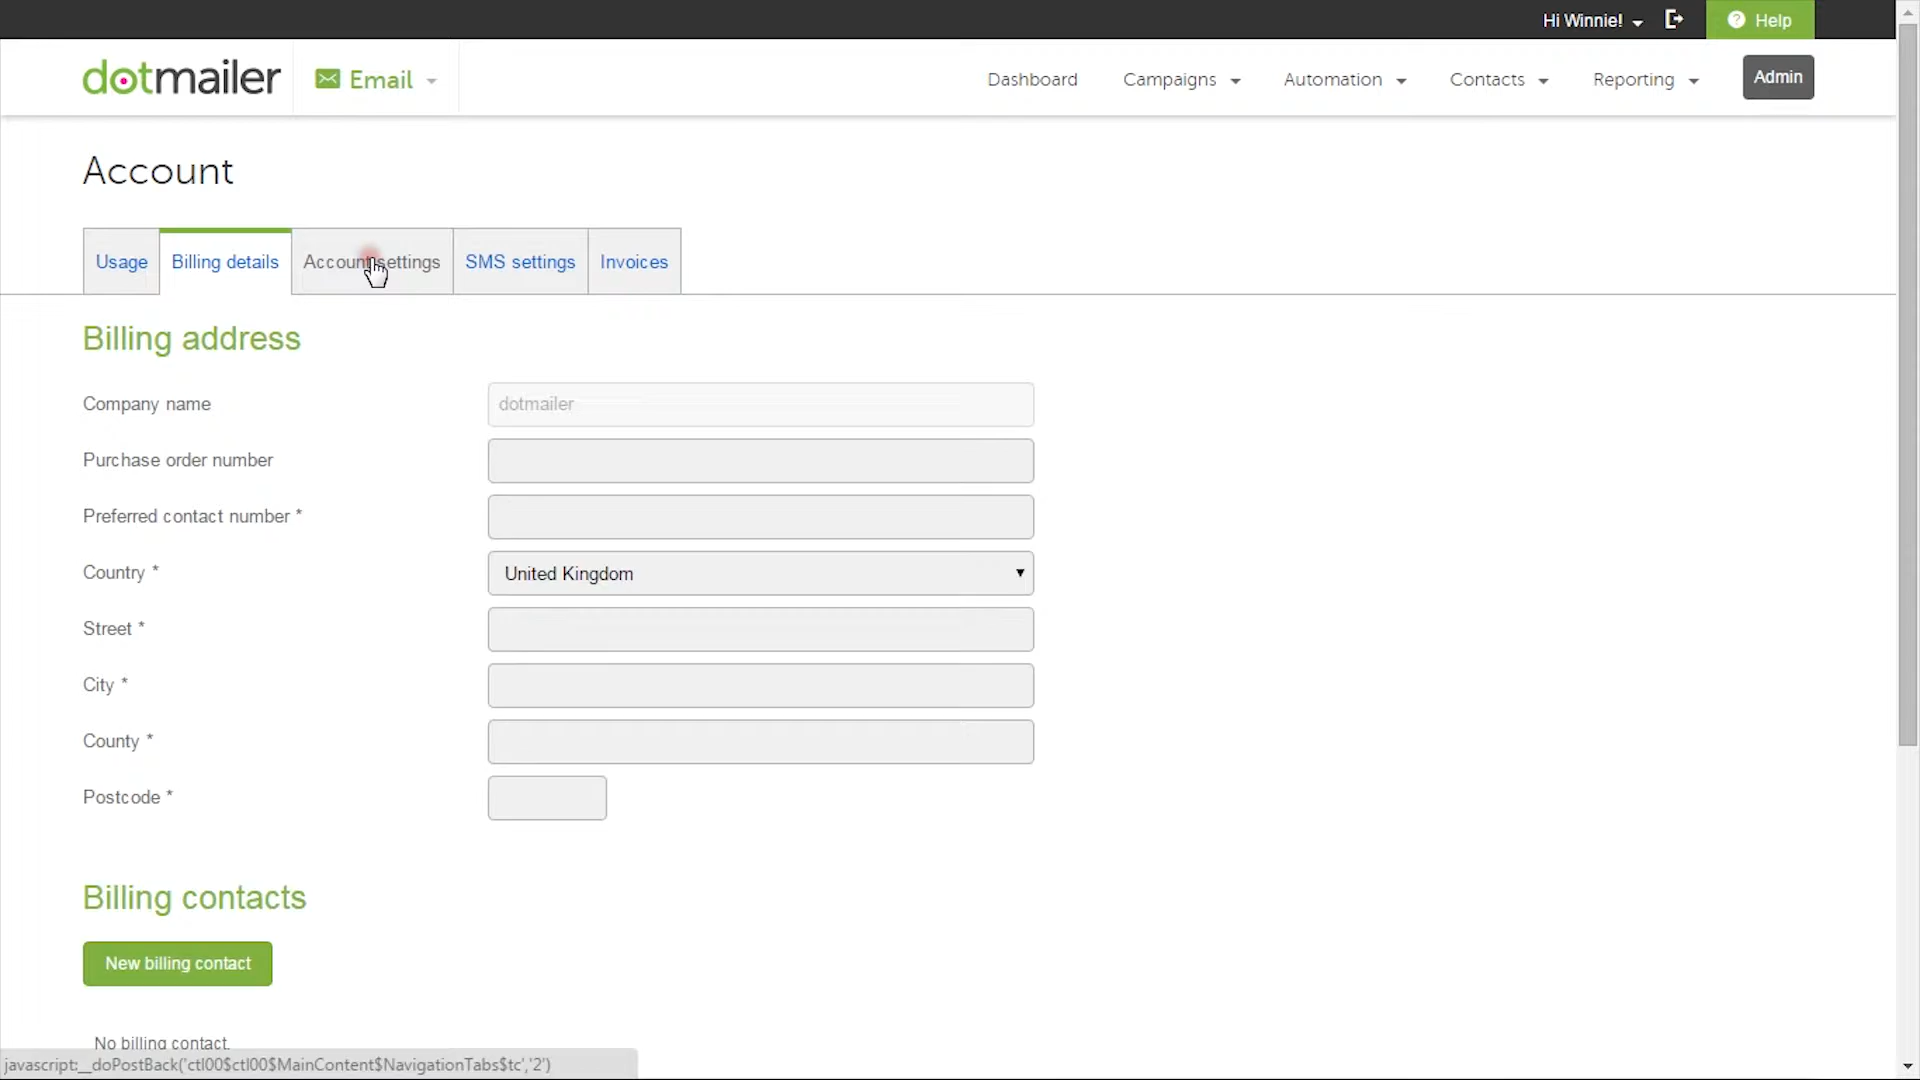 Hi Winnie!
Help
dotmailer
Email
Dashboard
Campaigns
Automation
Contacts
Reporting
Admin
Account
Usage
Billing details
Account settings
SMS settings
Invoices
Billing address
Company name
dotmailer
Purchase order number
Preferred contact number *
Country *
United Kingdom
Street *
City *
County *
Postcode *
Billing contacts
New billing contact
No billing contact.
javascript:__doPostBack('ctl00$ctl00$MainContent$NavigationTabs$tc','2')